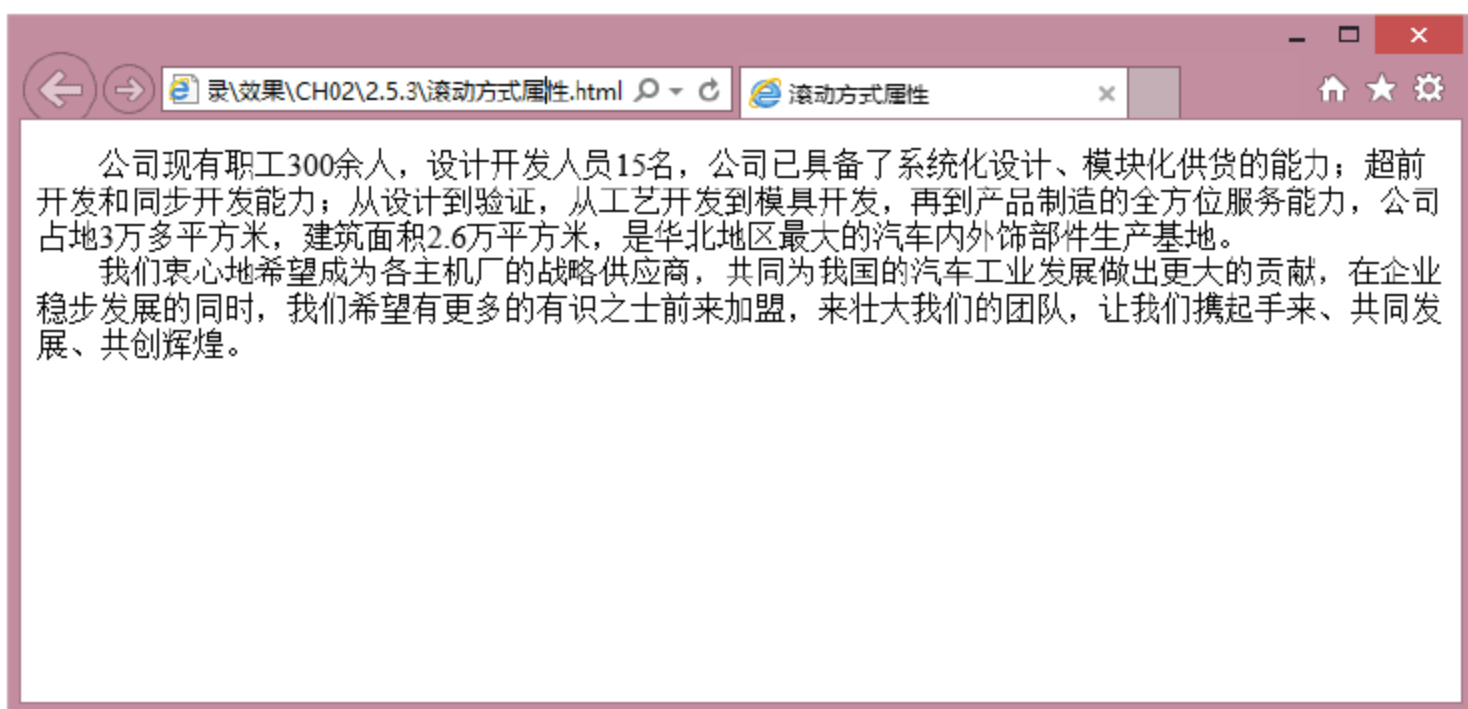 录\效果\CH02\2.5.3\滚动方式属性.html
滚动方式属性
公司现有职工300余人，设计开发人员15名，公司已具备了系统化设计、模块化供货的能力；超前
开发和同步开发能力；从设计到验证，从工艺开发到模具开发，再到产品制造的全方位服务能力，公司
占地3万多平方米，建筑面积2.6万平方米，是华北地区最大的汽车内外饰部件生产基地。
我们衷心地希望成为各主机厂的战略供应商，共同为我国的汽车工业发展做出更大的贡献，在企业
稳步发展的同时，我们希望有更多的有识之士前来加盟，来壮大我们的团队，让我们携起手来、共同发
展、共创辉煌。